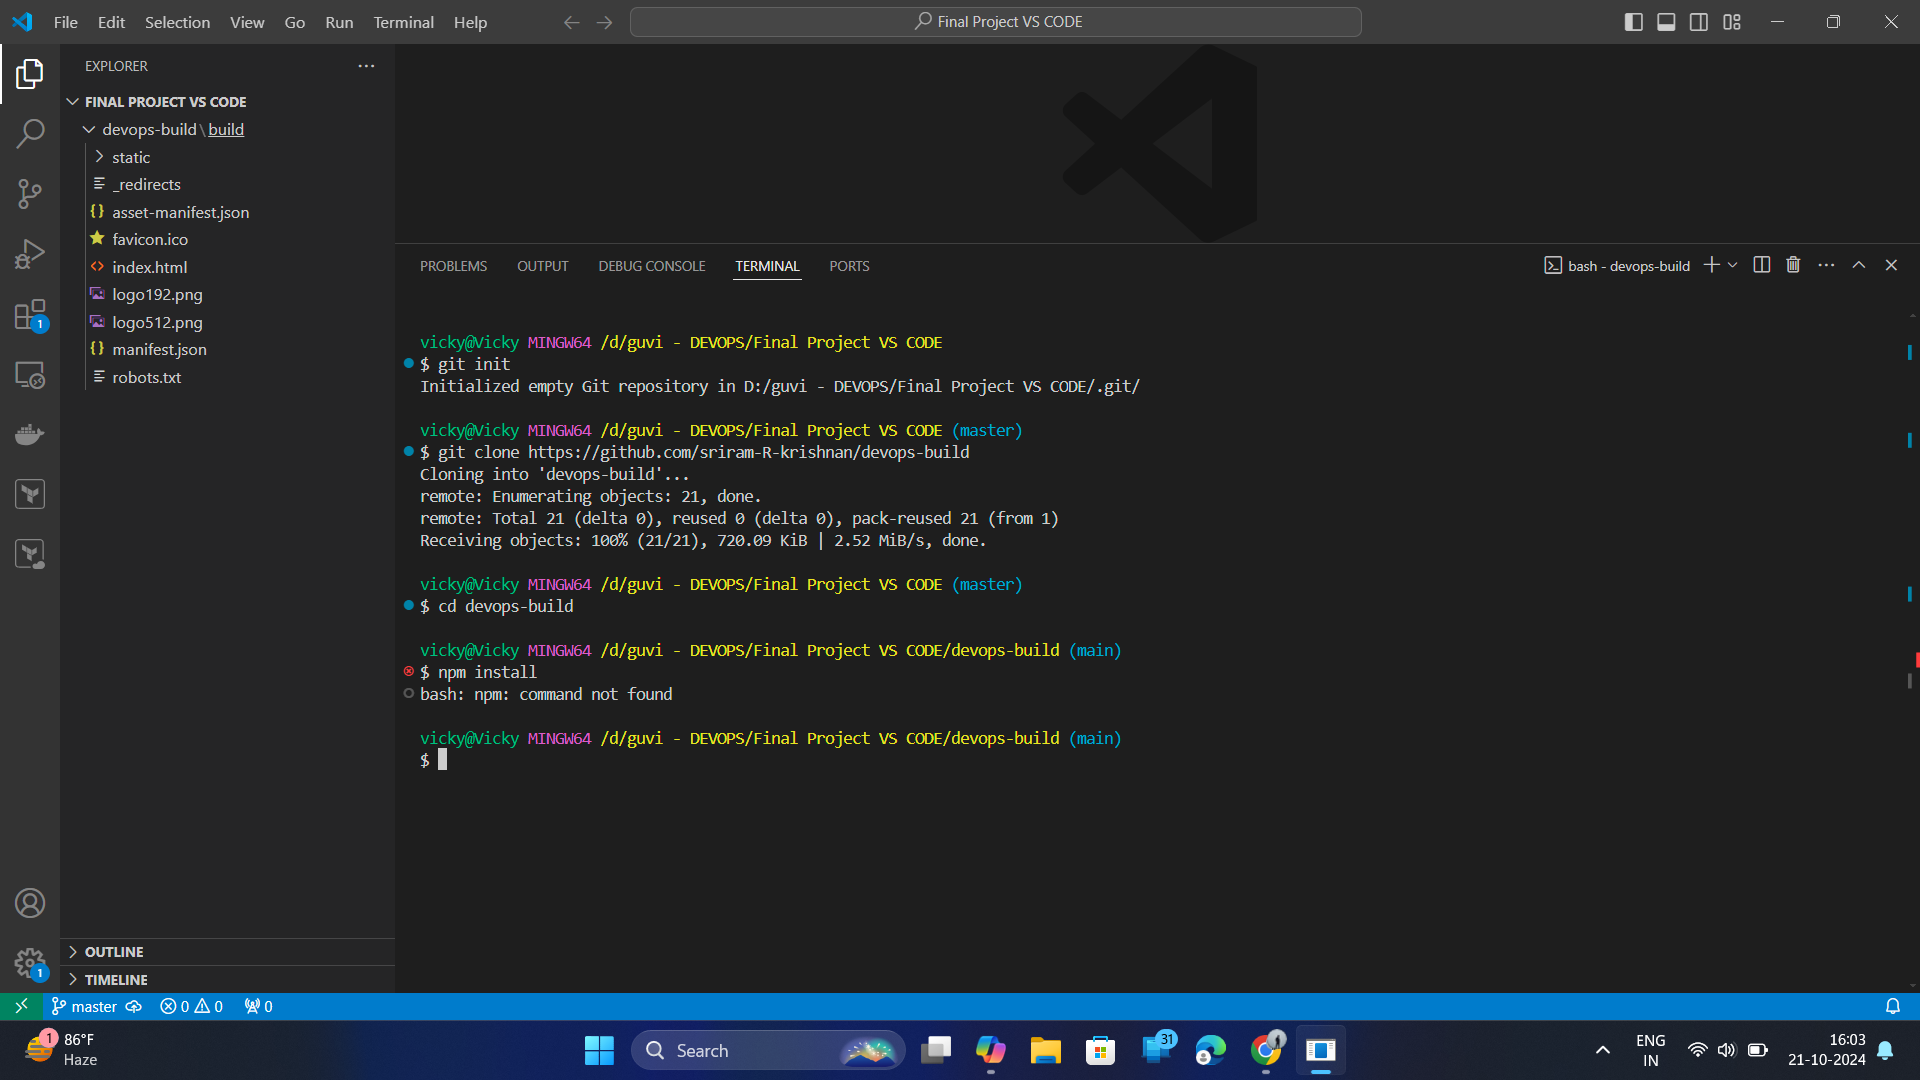 File Edit Selection View Go Run Terminal Help
Final Project VS CODE
EXPLORER
FINAL PROJECT VS CODE
devops-build\build
static
_redirects
asset-manifest.json
favicon.ico
index.html
logo192.png
logo512.png
manifest.json
robots.txt
1
PROBLEMS OUTPUT DEBUG CONSOLE TERMINAL PORTS
bash - devops-build
vicky@Vicky MINGW64 /d/guvi - DEVOPS/Final Project VS CODE
$ git init
Initialized empty Git repository in D:/guvi - DEVOPS/Final Project VS CODE/.git/
vicky@Vicky MINGW64 /d/guvi - DEVOPS/Final Project VS CODE (master)
$ git clone https://github.com/sriram-R-krishnan/devops-build
Cloning into 'devops-build'...
remote: Enumerating objects: 21, done.
remote: Total 21 (delta 0), reused 0 (delta 0), pack-reused 21 (from 1)
Receiving objects: 100% (21/21), 720.09 KiB | 2.52 MiB/s, done.
vicky@Vicky MINGW64 /d/guvi - DEVOPS/Final Project VS CODE (master)
$ cd devops-build
vicky@Vicky MINGW64 /d/guvi - DEVOPS/Final Project VS CODE/devops-build (main)
$ npm install
bash: npm: command not found
vicky@Vicky MINGW64 /d/guvi - DEVOPS/Final Project VS CODE/devops-build (main)
$
OUTLINE
1
TIMELINE
master 0 0 0
1
86°F
Haze
Search
31
ENG
IN
16:03
21-10-2024